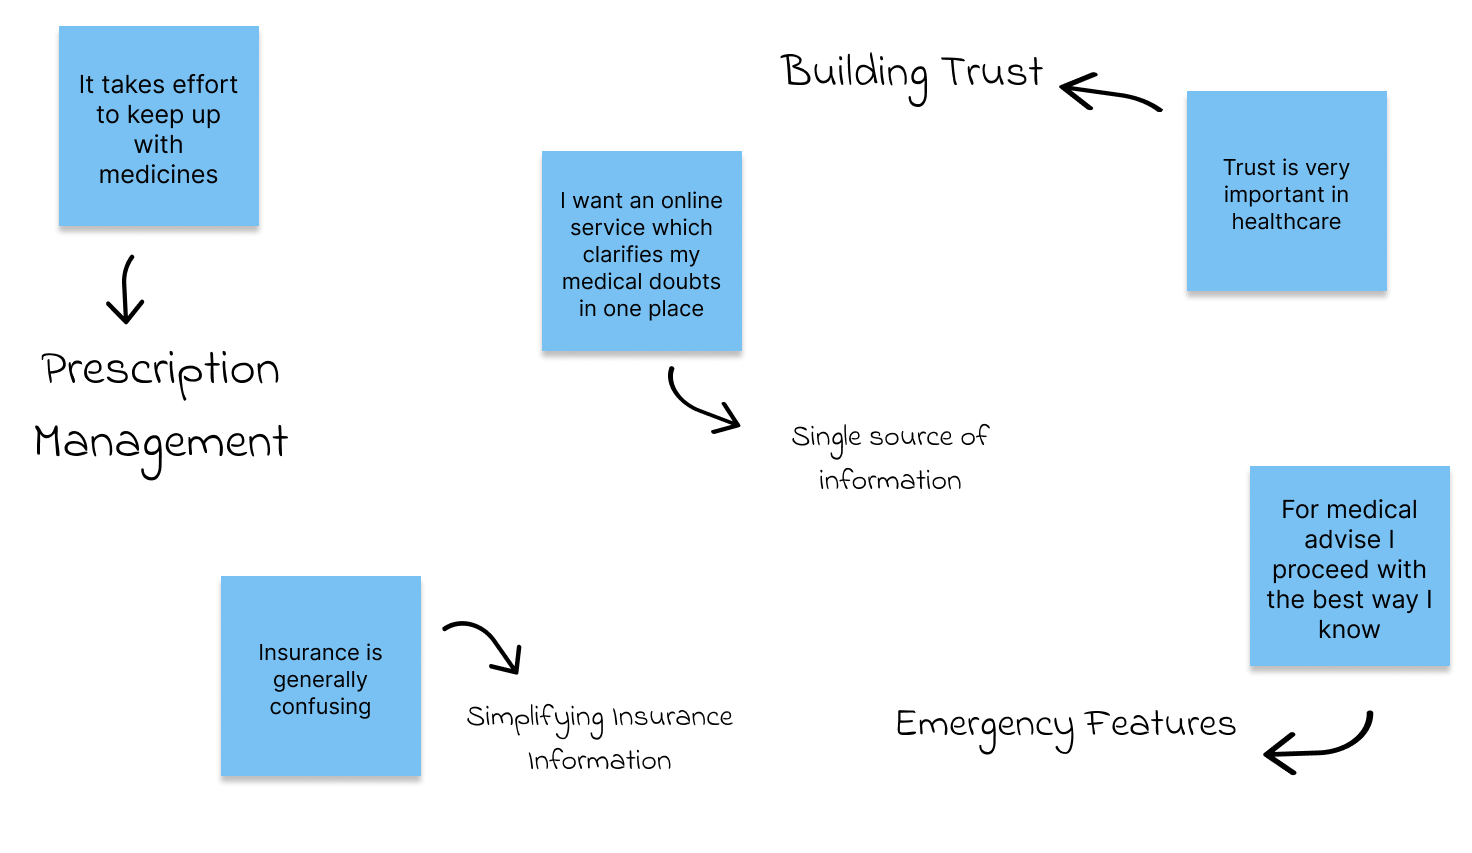 It takes effort
to keep up
with
medicines
Prescription
Management
I want an online
service which
clarifies my
medical doubts
in one place
Single source of
information
Building Trust
Trust is very
important in
healthcare
Insurance is
generally
confusing
Simplifying Insurance
Information
For medical
advise I
proceed with
the best way I
know
Emergency Features